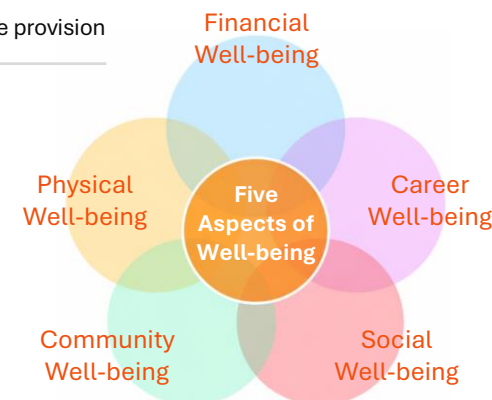 e provision
Financial
Well-being
Physical
Well-being
Career
Well-being
Five
Aspects of
Well-being
Community
Well-being
Social
Well-being